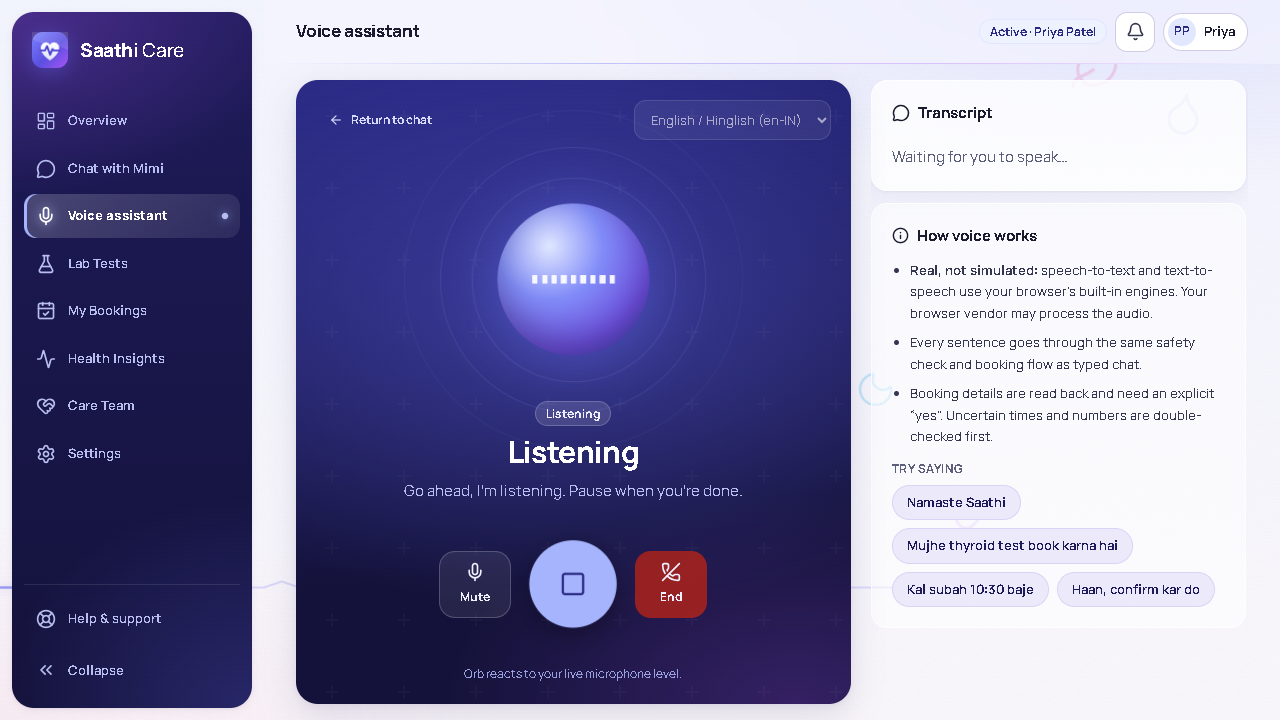 Saathi Care
Overview
Chat with Mimi
Voice assistant
Lab Tests
My Bookings
Health Insights
Care Team
Settings
Help & support
Collapse
Voice assistant
Active · Priya Patel
PP
Priya
Return to chat
English / Hinglish (en-IN)
Listening
Listening
Go ahead, I'm listening. Pause when you're done.
Mute
End
Orb reacts to your live microphone level.
Transcript
Waiting for you to speak...
How voice works
Real, not simulated: speech-to-text and text-to-
speech use your browser's built-in engines. Your
browser vendor may process the audio.
Every sentence goes through the same safety
check and booking flow as typed chat.
Booking details are read back and need an explicit
"yes". Uncertain times and numbers are double-
checked first.
TRY SAYING
Namaste Saathi
Mujhe thyroid test book karna hai
Kal subah 10:30 baje
Haan, confirm kar do